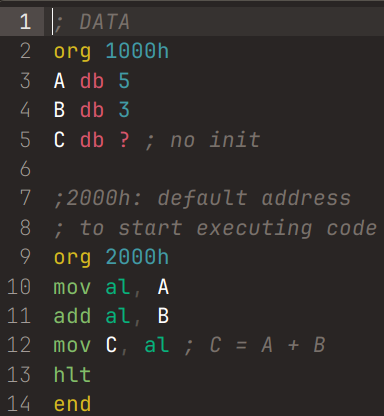 1 ; DATA
2 org 1000h
3 A db 5
4 B db 3
5 C db ? ; no init
6
7 ;2000h: default address
8 ; to start executing code
9 org 2000h
10 mov al, A
11 add al, B
12 mov C, al ; C = A + B
13 hlt
14 end